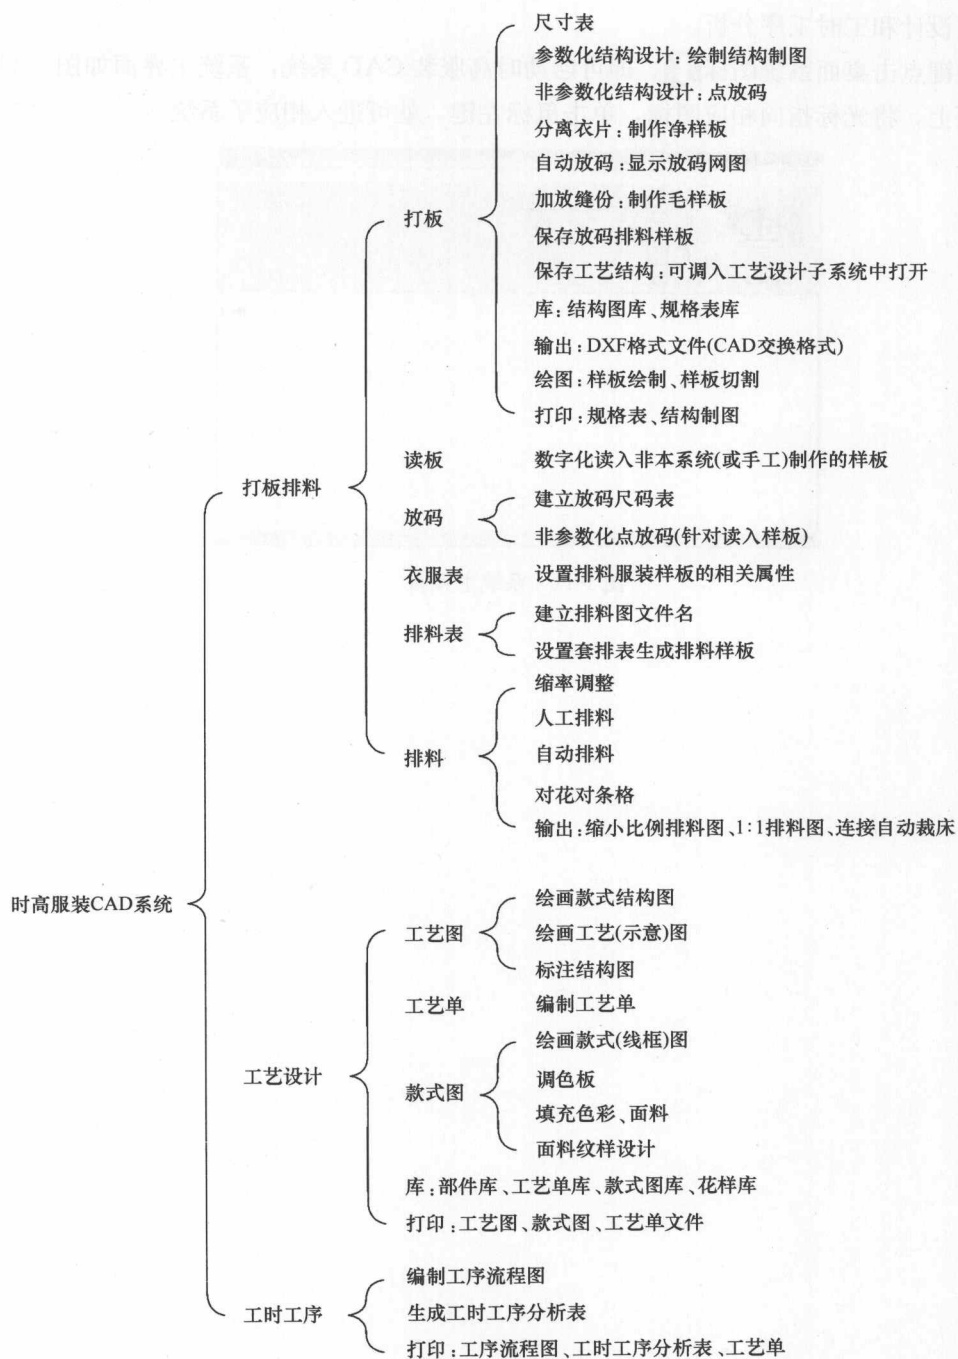 尺寸表
参数化结构设计:绘制结构制图
非参数化结构设计:点放码
分离衣片:制作净样板
自动放码:显示放码网图
加放缝份:制作毛样板
打板
保存放码排料样板
保存工艺结构:可调入工艺设计子系统中打开
库:结构图库、规格表库
输出:DXF格式文件(CAD交换格式)
绘图:样板绘制、样板切割
打印:规格表、结构制图
读板 数字化读入非本系统(或手工)制作的样板
打板排料
建立放码尺码表
放码
非参数化点放码(针对读入样板)
衣服表 设置排料服装样板的相关属性
建立排料图文件名
排料表
设置套排表生成排料样板
缩率调整
人工排料
自动排料
排料
对花对条格
输出:缩小比例排料图、1:1排料图、连接自动裁床
时高服装CAD系统
绘画款式结构图
工艺图 绘画工艺(示意)图
标注结构图
工艺单 编制工艺单
绘画款式(线框)图
工艺设计
调色板
款式图
填充色彩、面料
面料纹样设计
库:部件库、工艺单库、款式图库、花样库
打印:工艺图、款式图、工艺单文件
编制工序流程图
工时工序 生成工时工序分析表
打印:工序流程图、工时工序分析表、工艺单